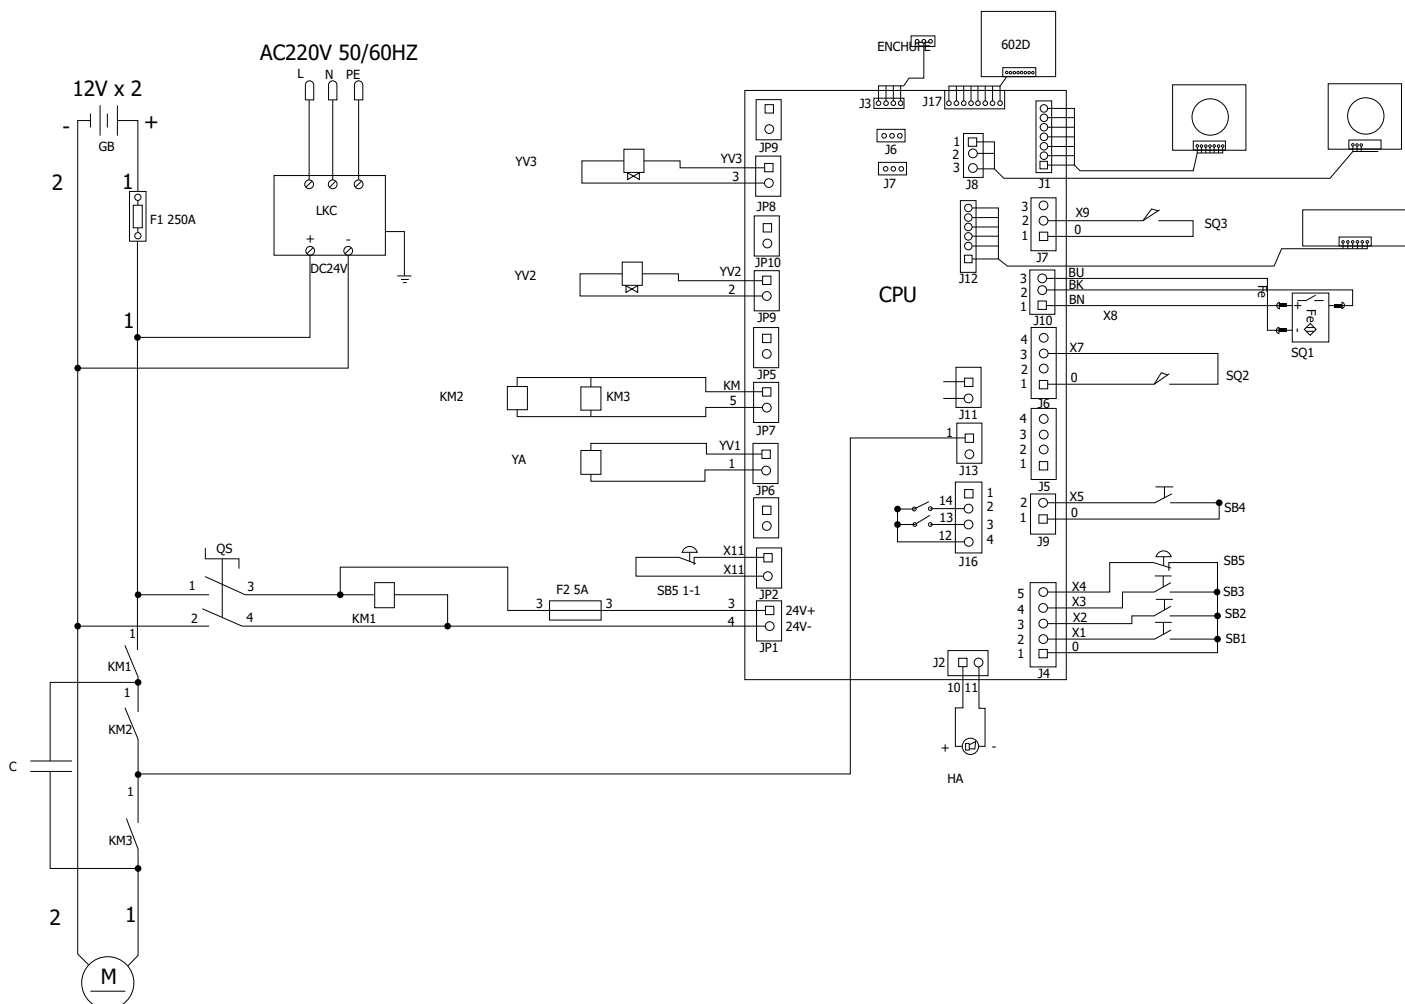 AC220V 50/60HZ
L N PE
12V x 2
- +
GB
2 1
F1 250A
LKC
+ -
DC24V
1
ENCHUFE
602D
J3
J17
J6
J7
1
2
3
J8
J1
JP9
YV3
YV3
3
JP8
3
2
1
X9
0
SQ3
J7
J12
JP10
YV2
YV2
2
JP9
CPU
3
2
1
BU
BK
BN
J10
X8
Fe
+
-
Fe
SQ1
JP5
4
3
2
1
X7
0
SQ2
J6
KM2
KM3
KM
5
JP7
J11
4
3
2
1
J5
1
J13
YA
YV1
1
JP6
14
13
12
1
2
3
4
J16
2
1
X5
0
SB4
J9
QS
1 3
2 4
KM1
X11
X11
SB5 1-1
JP2
F2 5A
3 3
3
4
24V+
24V-
JP1
5
4
3
2
1
X4
X3
X2
X1
0
SB5
SB3
SB2
SB1
J4
J2
10 11
+ -
HA
1
KM1
1
KM2
C
1
KM3
2 1
M